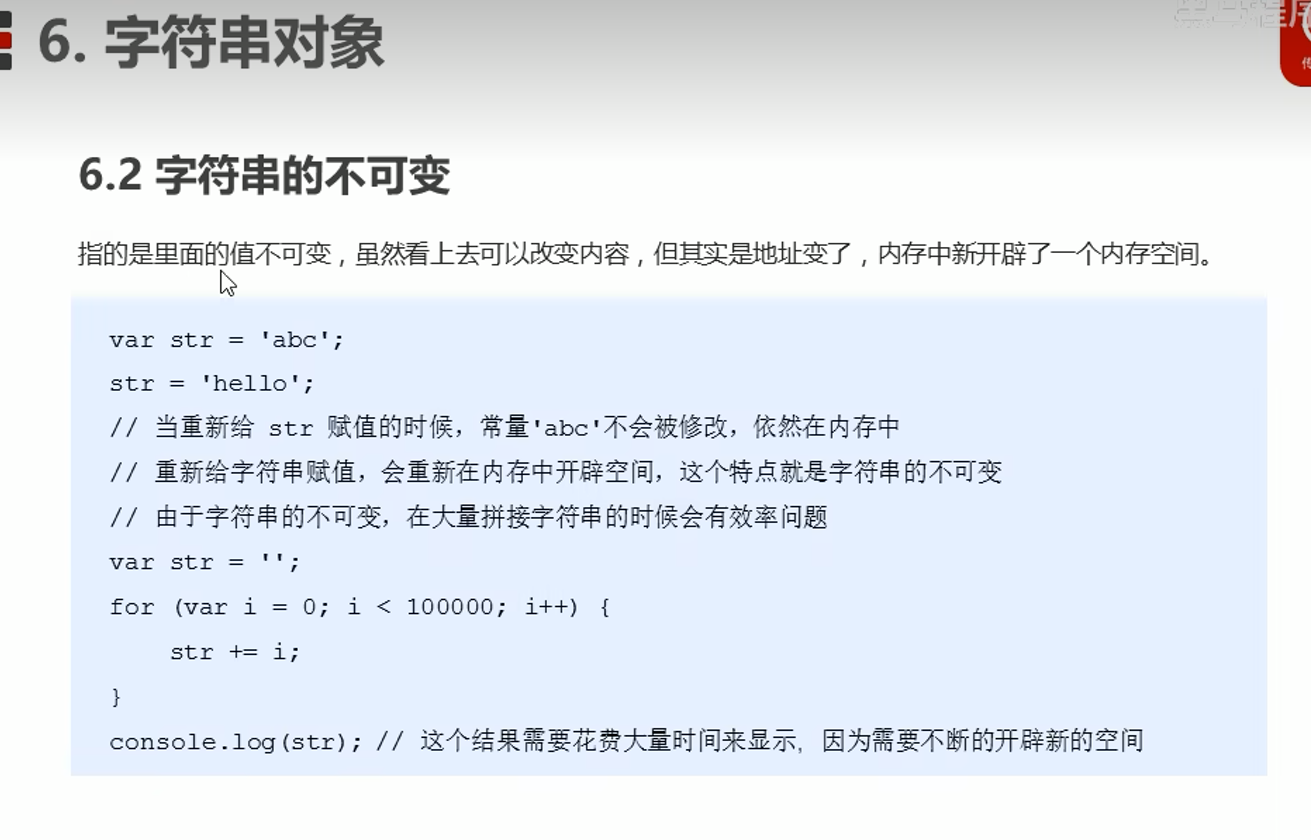 6. 字符串对象
6.2 字符串的不可变
指的是里面的值不可变，虽然看上去可以改变内容，但其实是地址变了，内存中新开辟了一个内存空间。
var str = 'abc';
str = 'hello';
// 当重新给 str 赋值的时候，常量'abc'不会被修改，依然在内存中
// 重新给字符串赋值，会重新在内存中开辟空间，这个特点就是字符串的不可变
// 由于字符串的不可变，在大量拼接字符串的时候会有效率问题
var str = '';
for (var i = 0; i < 100000; i++) {
    str += i;
}
console.log(str); // 这个结果需要花费大量时间来显示，因为需要不断的开辟新的空间